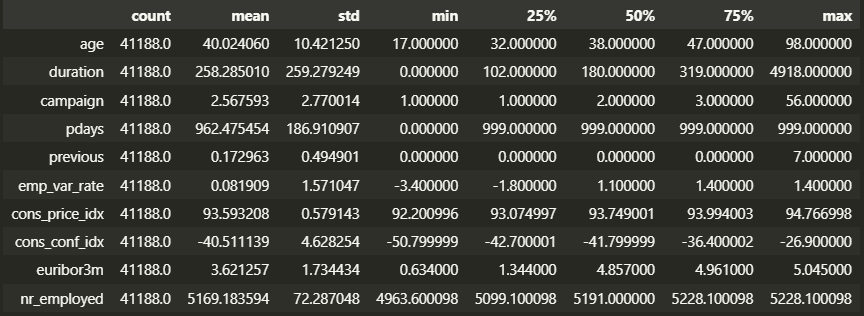 count mean std min 25% 50% 75% max
age 41188.0 40.024060 10.421250 17.000000 32.000000 38.000000 47.000000 98.000000
duration 41188.0 258.285010 259.279249 0.000000 102.000000 180.000000 319.000000 4918.000000
campaign 41188.0 2.567593 2.770014 1.000000 1.000000 2.000000 3.000000 56.000000
pdays 41188.0 962.475454 186.910907 0.000000 999.000000 999.000000 999.000000 999.000000
previous 41188.0 0.172963 0.494901 0.000000 0.000000 0.000000 0.000000 7.000000
emp_var_rate 41188.0 0.081909 1.571047 -3.400000 -1.800000 1.100000 1.400000 1.400000
cons_price_idx 41188.0 93.593208 0.579143 92.200996 93.074997 93.749001 93.994003 94.766998
cons_conf_idx 41188.0 -40.511139 4.628254 -50.799999 -42.700001 -41.799999 -36.400002 -26.900000
euribor3m 41188.0 3.621257 1.734434 0.634000 1.344000 4.857000 4.961000 5.045000
nr_employed 41188.0 5169.183594 72.287048 4963.600098 5099.100098 5191.000000 5228.100098 5228.100098